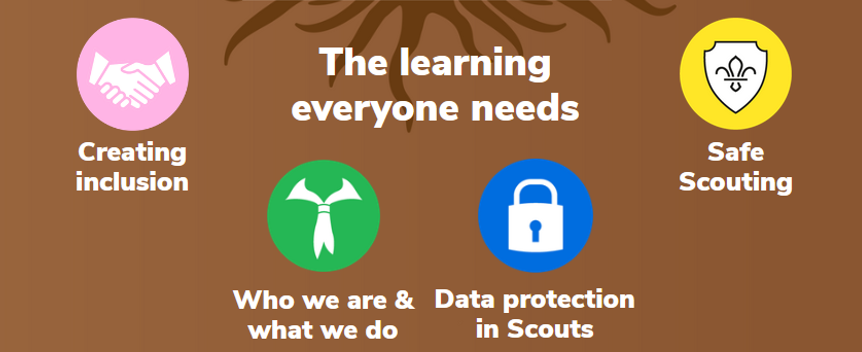 The learning
everyone needs
Creating
inclusion
Safe
Scouting
Who we are &
what we do
Data protection
in Scouts